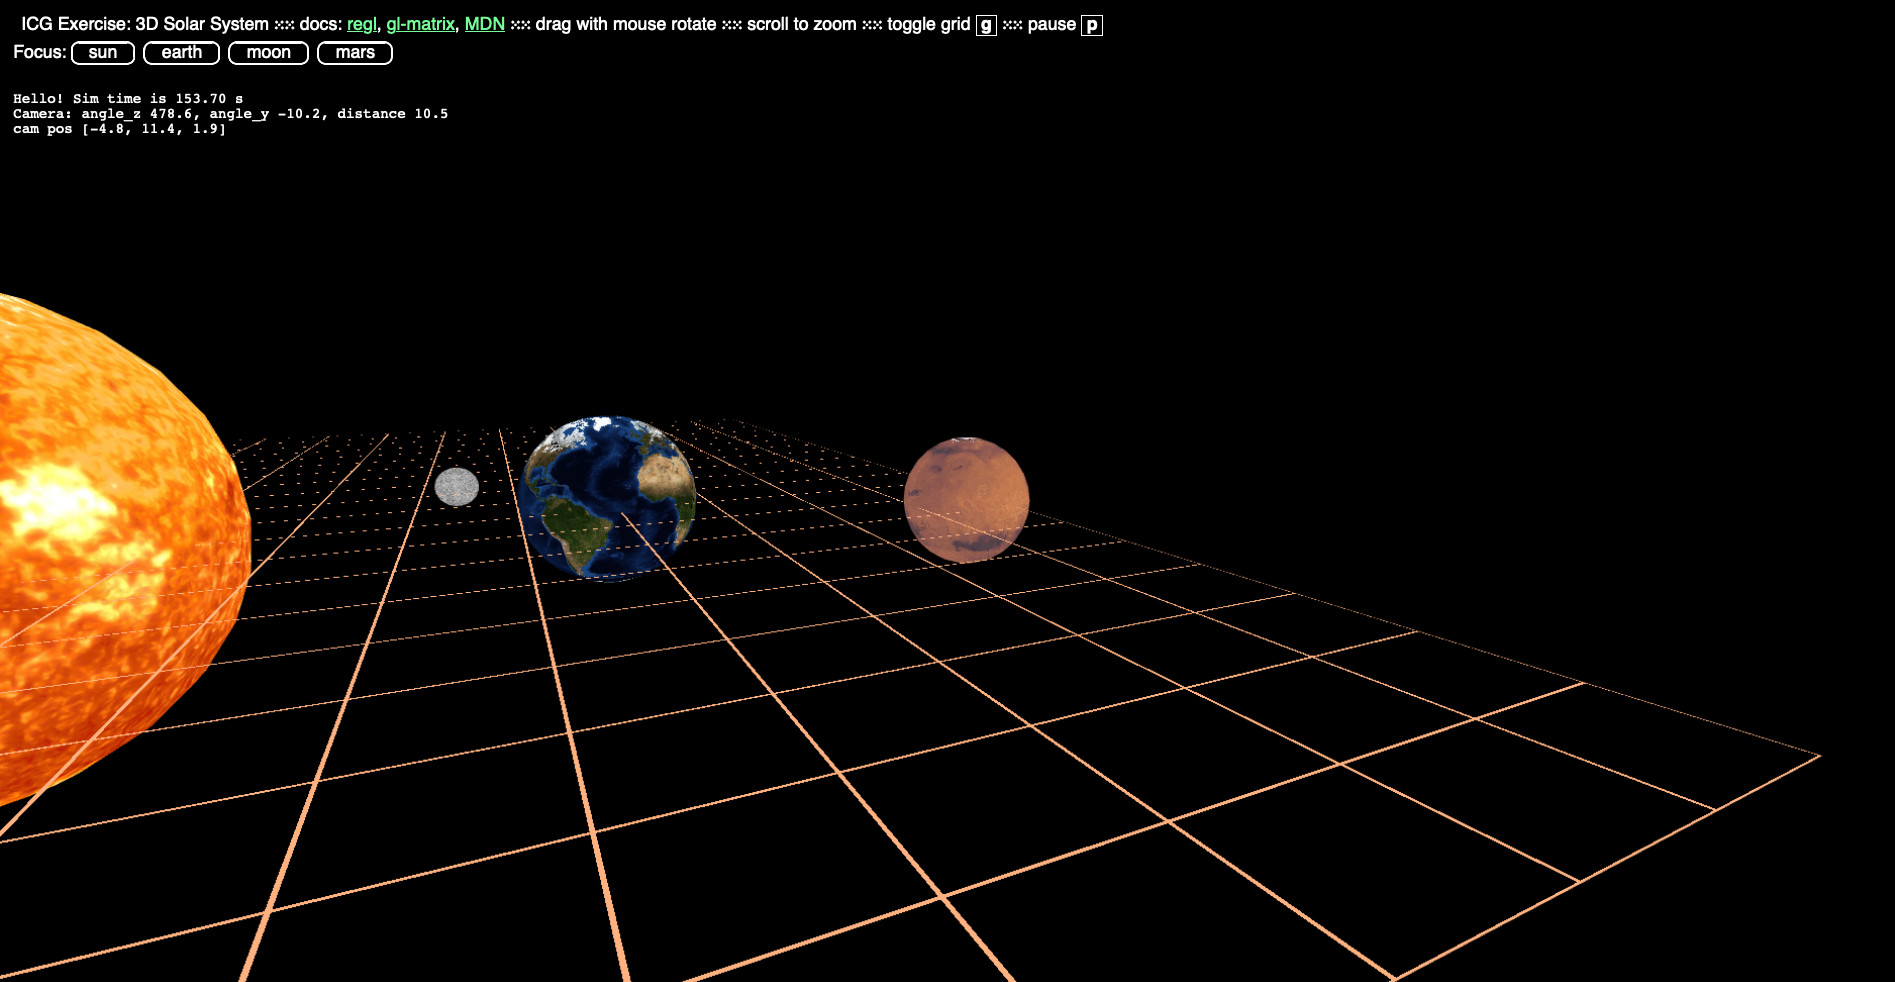 ICG Exercise: 3D Solar System ::: docs: regl, gl-matrix, MDN ::: drag with mouse rotate ::: scroll to zoom ::: toggle grid g ::: pause p
Focus: sun earth moon mars
Hello! Sim time is 153.70 s
Camera: angle_z 478.6, angle_y -10.2, distance 10.5
cam pos [-4.8, 11.4, 1.9]